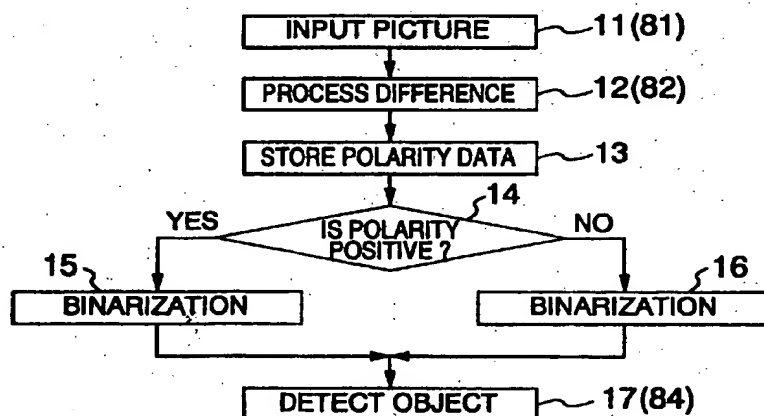 INPUT PICTURE 11(81)
PROCESS DIFFERENCE 12(82)
STORE POLARITY DATA 13
14
YES IS POLARITY NO
POSITIVE ?
15 16
BINARIZATION BINARIZATION
DETECT OBJECT 17(84)